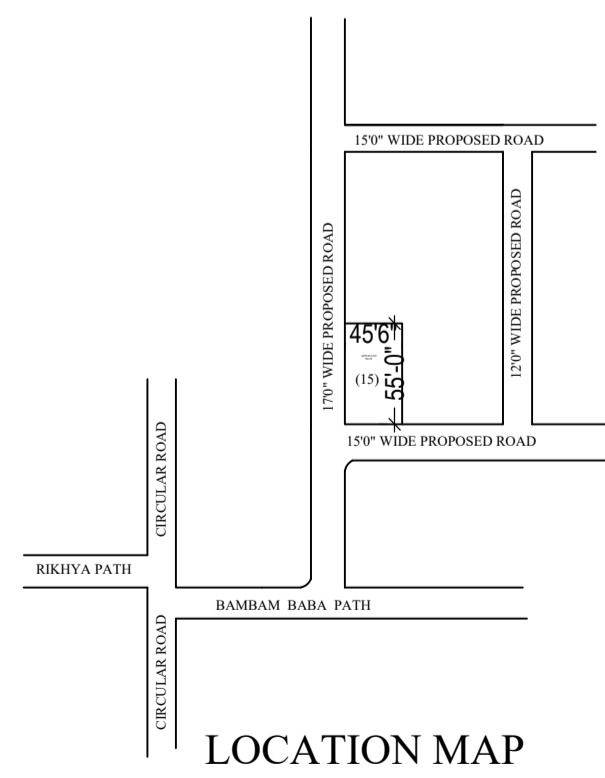 15'0" WIDE PROPOSED ROAD
17'0" WIDE PROPOSED ROAD
12'0" WIDE PROPOSED ROAD
45'6"
55'-0"
(15)
15'0" WIDE PROPOSED ROAD
CIRCULAR ROAD
RIKHYA PATH
BAMBAM BABA PATH
CIRCULAR ROAD
LOCATION MAP